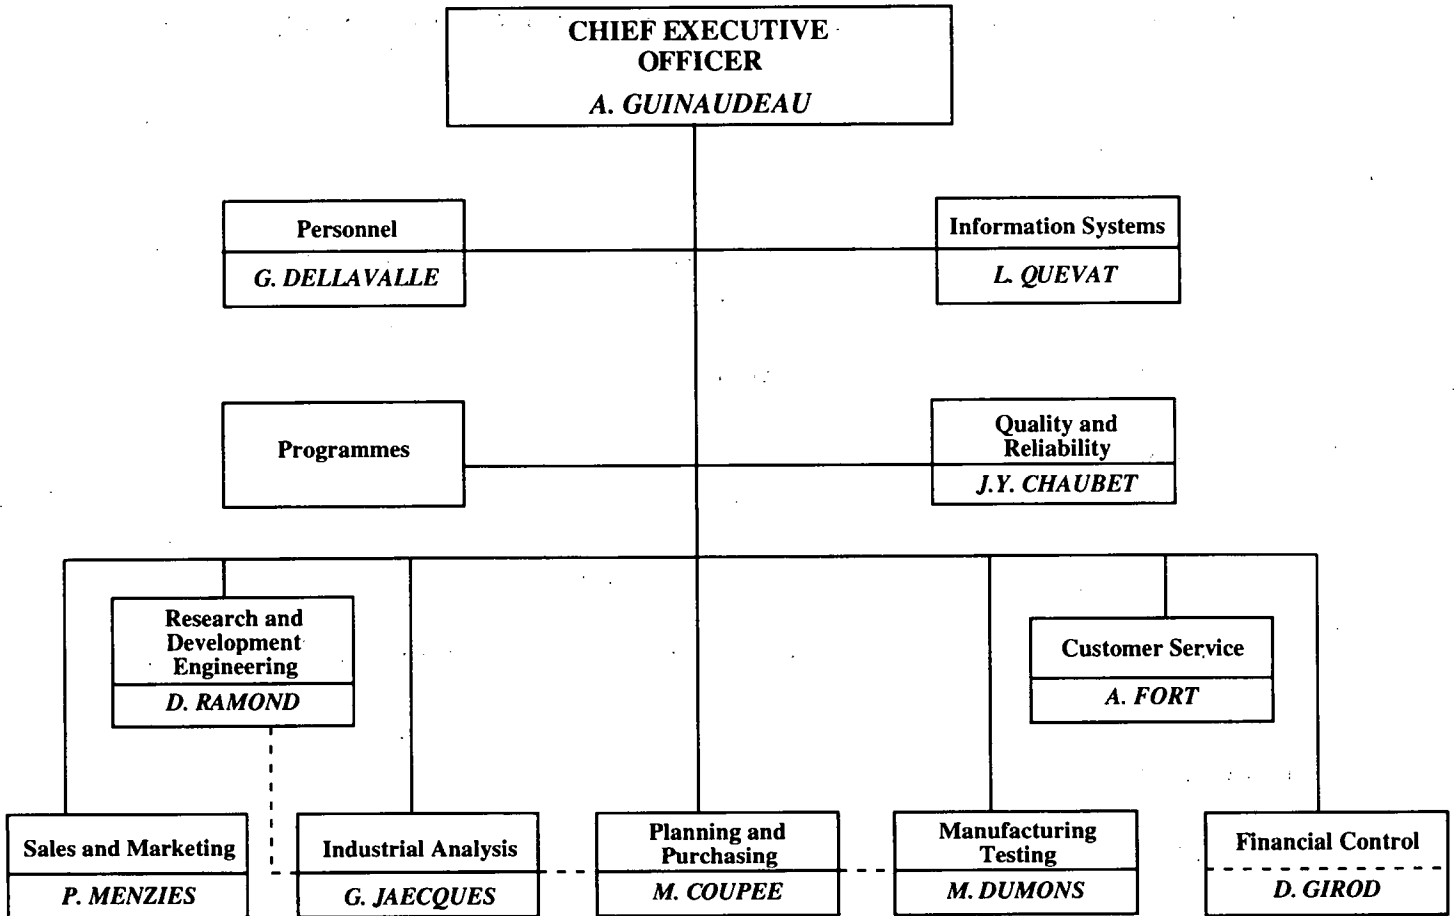 CHIEF EXECUTIVE
OFFICER
A. GUINAUDEAU
Personnel
G. DELLAVALLE
Information Systems
L. QUEVAT
Programmes
Quality and
Reliability
J.Y. CHAUBET
Research and
Development
Engineering
D. RAMOND
Customer Service
A. FORT
Sales and Marketing
P. MENZIES
Industrial Analysis
G. JAECQUES
Planning and
Purchasing
M. COUPEE
Manufacturing
Testing
M. DUMONS
Financial Control
D. GIROD